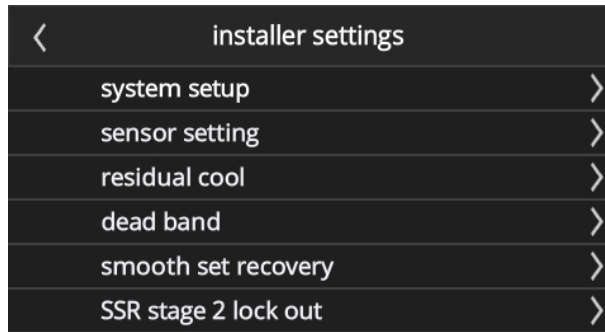 installer settings
system setup
sensor setting
residual cool
dead band
smooth set recovery
SSR stage 2 lock out